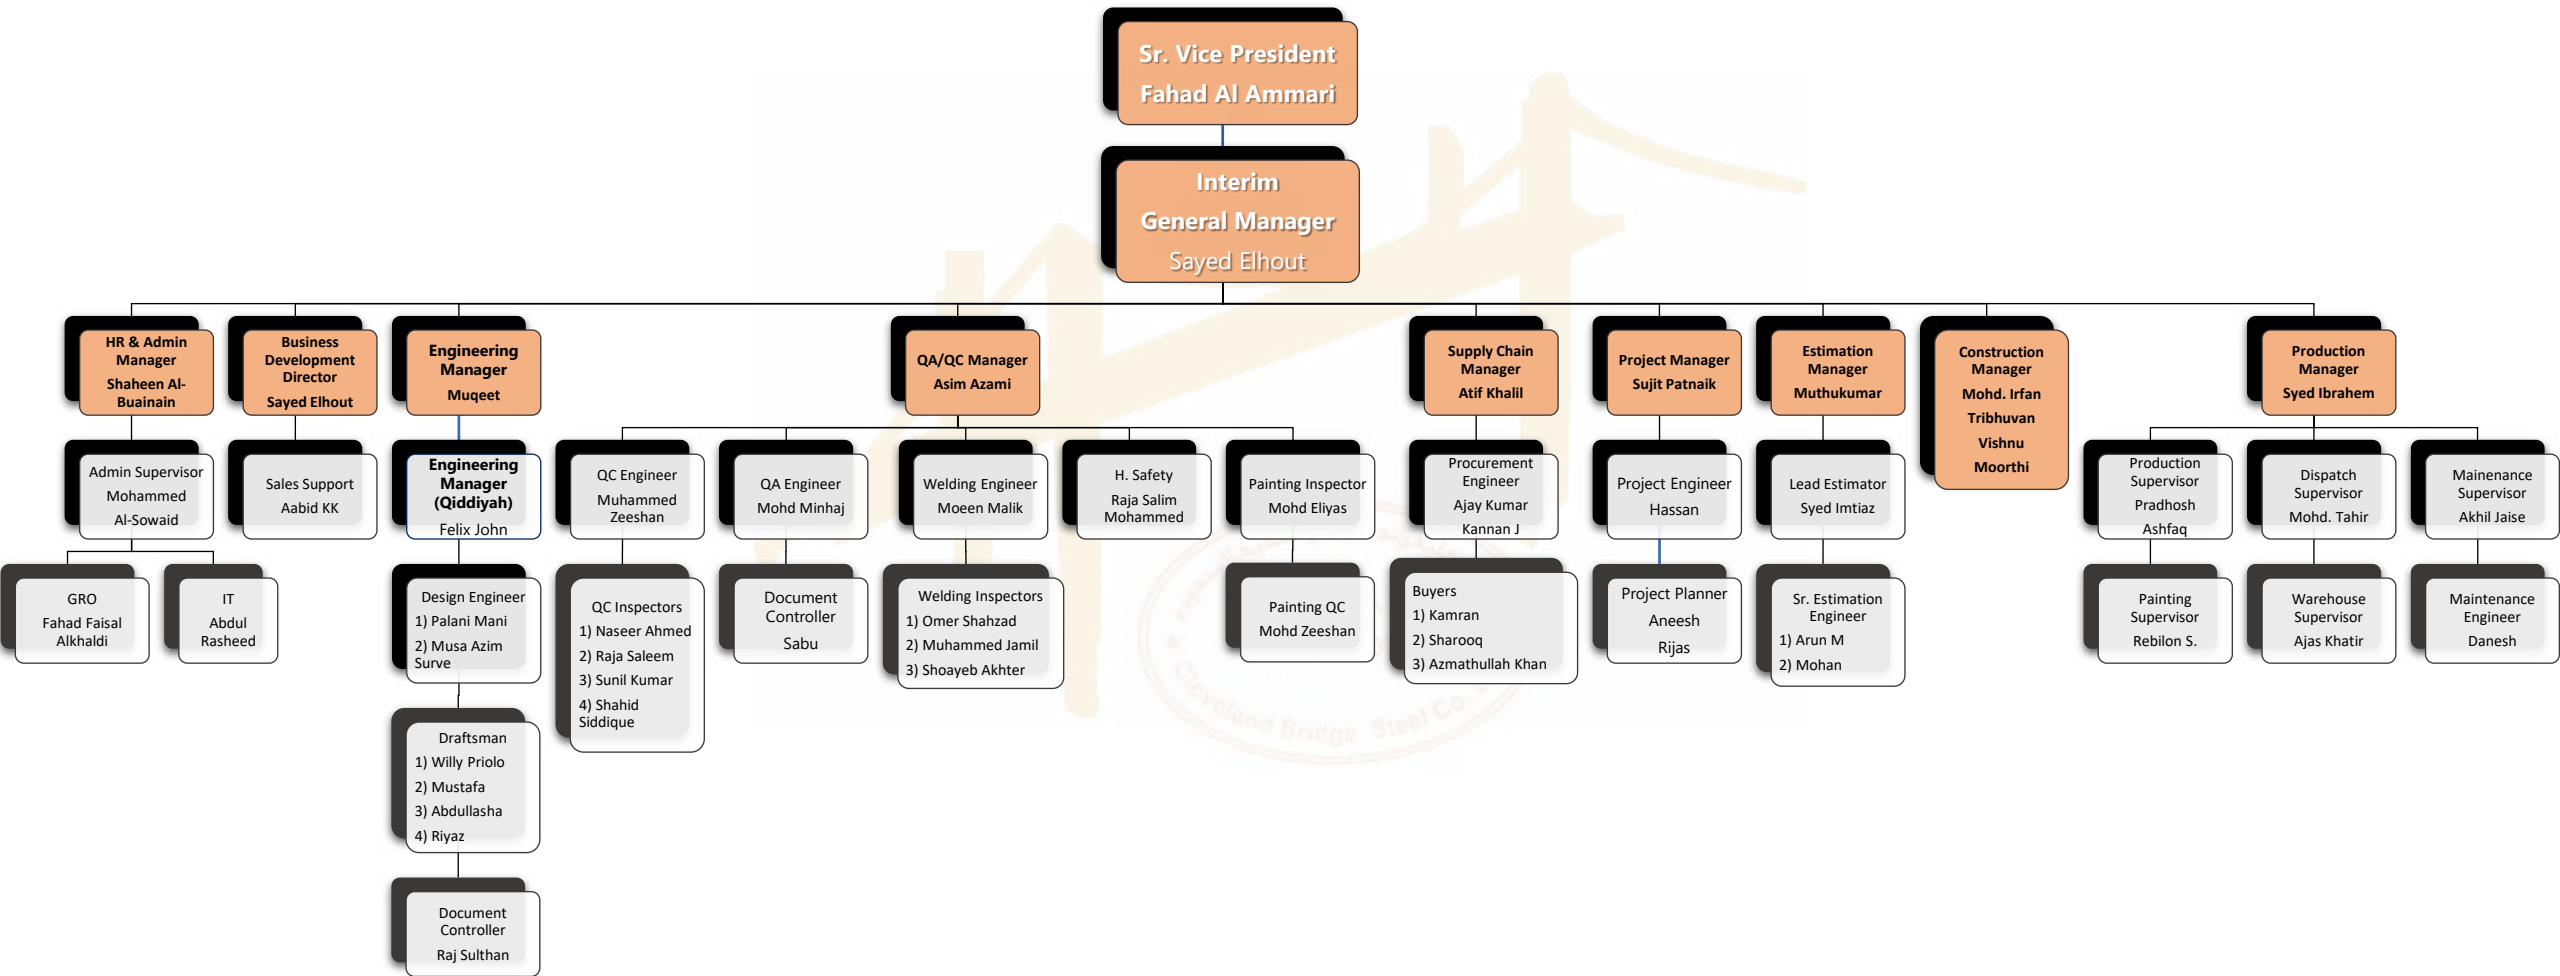 Sr. Vice President
Fahad Al Ammari
Interim
General Manager
Sayed Elhout
HR & Admin
Manager
Shaheen Al-
Buainain
Business
Development
Director
Sayed Elhout
Engineering
Manager
Muqeet
QA/QC Manager
Asim Azami
Supply Chain
Manager
Atif Khalil
Project Manager
Sujit Patnaik
Estimation
Manager
Muthukumar
Construction
Manager
Mohd. Irfan
Tribhuvan
Vishnu
Moorthi
Production
Manager
Syed Ibrahem
Admin Supervisor
Mohammed
Al-Sowaid
Sales Support
Aabid KK
Engineering
Manager
(Qiddiyah)
Felix John
QC Engineer
Muhammed
Zeeshan
QA Engineer
Mohd Minhaj
Welding Engineer
Moeen Malik
H. Safety
Raja Salim
Mohammed
Painting Inspector
Mohd Eliyas
Procurement
Engineer
Ajay Kumar
Kannan J
Project Engineer
Hassan
Lead Estimator
Syed Imtiaz
Production
Supervisor
Pradhosh
Ashfaq
Dispatch
Supervisor
Mohd. Tahir
Mainenance
Supervisor
Akhil Jaise
GRO
Fahad Faisal
Alkhaldi
IT
Abdul
Rasheed
Design Engineer
1) Palani Mani
2) Musa Azim
Surve
QC Inspectors
1) Naseer Ahmed
2) Raja Saleem
3) Sunil Kumar
4) Shahid
Siddique
Document
Controller
Sabu
Welding Inspectors
1) Omer Shahzad
2) Muhammed Jamil
3) Shoayeb Akhter
Painting QC
Mohd Zeeshan
Buyers
1) Kamran
2) Sharooq
3) Azmathullah Khan
Project Planner
Aneesh
Rijas
Sr. Estimation
Engineer
1) Arun M
2) Mohan
Painting
Supervisor
Rebilon S.
Warehouse
Supervisor
Ajas Khatir
Maintenance
Engineer
Danesh
Draftsman
1) Willy Priolo
2) Mustafa
3) Abdullasha
4) Riyaz
Document
Controller
Raj Sulthan
Cleveland Bridge Steel Co.